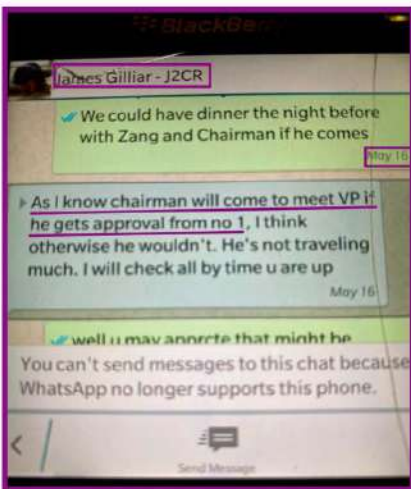 BlackBerry
James Gilliar - J2CR
We could have dinner the night before
with Zang and Chairman if he comes
May 16
As I know chairman will come to meet VP if
he gets approval from no 1, I think
otherwise he wouldn't. He's not traveling
much. I will check all by time u are up
May 16
well u may apprcte that might be
You can't send messages to this chat because
WhatsApp no longer supports this phone.
Send Message